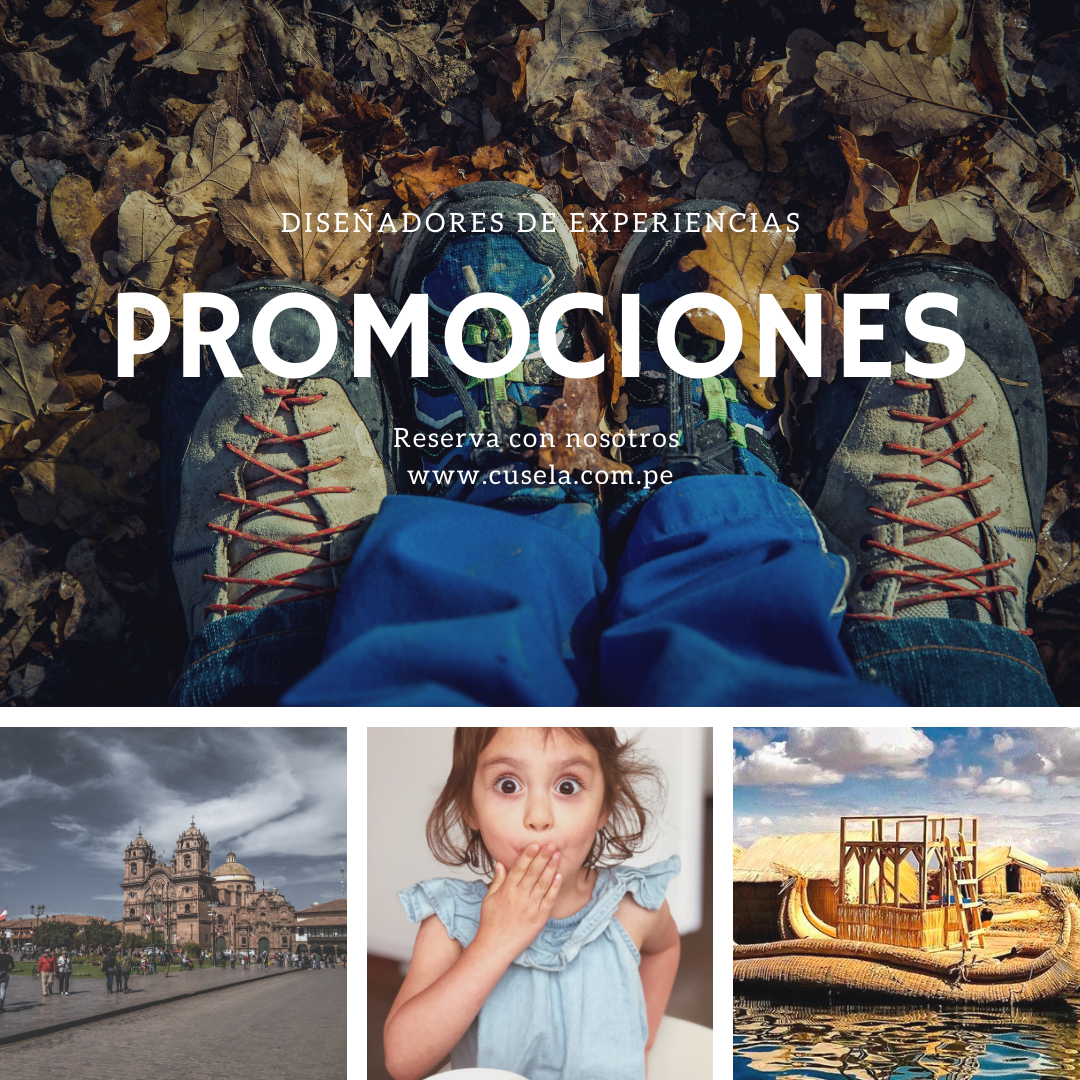 DISEÑADORES DE EXPERIENCIAS
PROMOCIONES
Reserva con nosotros
www.cusela.com.pe